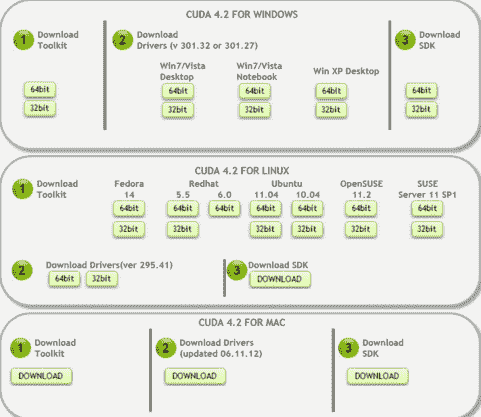 CUDA 4.2 FOR WINDOWS
1 Download Toolkit
64bit
32bit
2 Download
Drivers (v 301.32 or 301.27)
Win7/Vista Desktop
64bit
32bit
Win7/Vista Notebook
64bit
32bit
Win XP Desktop
64bit
32bit
3 Download SDK
64bit
32bit
CUDA 4.2 FOR LINUX
1 Download Toolkit
Fedora Redhat Ubuntu OpenSUSE SUSE
14 5.5 6.0 11.04 10.04 11.2 Server 11 SP1
64bit 64bit 64bit 64bit 64bit 64bit 64bit
32bit 32bit 32bit 32bit 32bit 32bit
2 Download Drivers(ver 295.41)
64bit 32bit
3 Download SDK
DOWNLOAD
CUDA 4.2 FOR MAC
1 Download Toolkit
DOWNLOAD
2 Download Drivers
(updated 06.11.12)
DOWNLOAD
3 Download SDK
DOWNLOAD